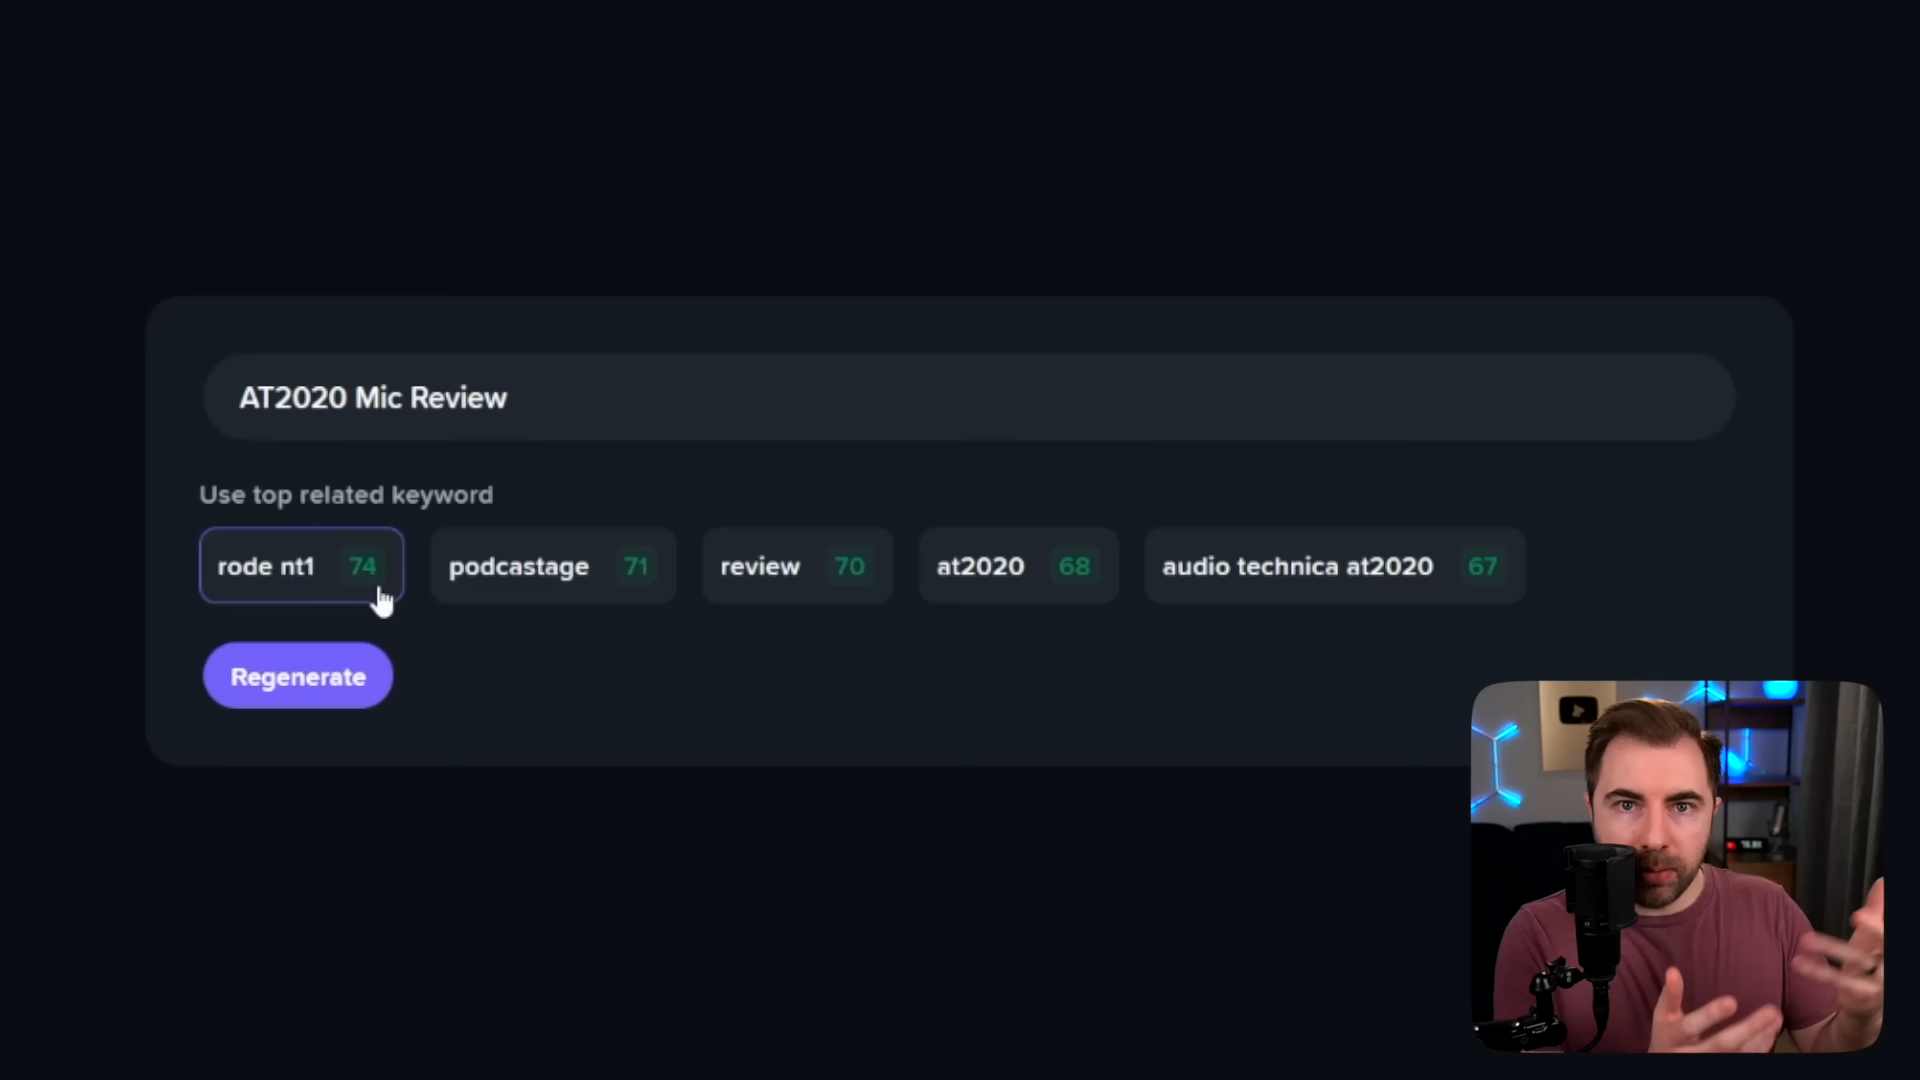 AT2020 Mic Review
Use top related keyword
rode nt1 74 podcastage 71 review 70 at2020 68 audio technica at2020 67
Regenerate